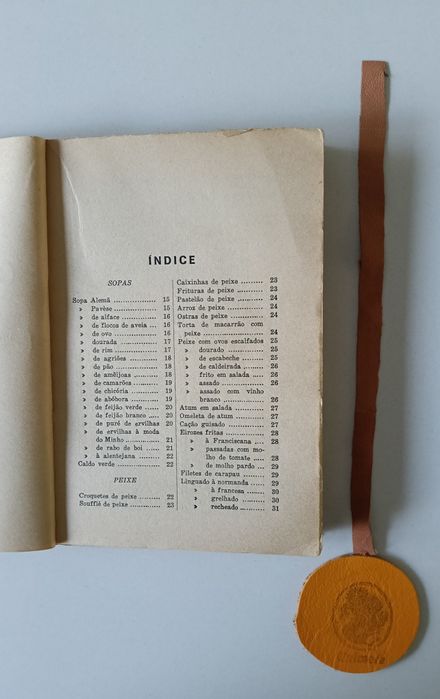 ÍNDICE
SOPAS
Sopa Alemã ................ 15
» Pavêse ................ 15
» de alface ............. 16
» de flocos de aveia .... 16
» de ovo ................ 16
» dourada ............... 17
» de rim ................ 17
» de agriões ............ 18
» de pão ................ 18
» de amêijoas ........... 18
» de camarões ........... 19
» de chicória ........... 19
» de abóbora ............ 19
» de feijão verde ....... 20
» de feijão branco ...... 20
» de puré de ervilhas 20
» de ervilhas à moda
do Minho .............. 21
» de rabo de boi ........ 21
» à alentejana .......... 22
Caldo verde ............... 22
PEIXE
Croquetes de peixe ........ 22
Soufflé de peixe .......... 23
Caixinhas de peixe ........ 23
Frituras de peixe ......... 23
Pastelão de peixe ......... 24
Arroz de peixe ............ 24
Ostras de peixe ........... 24
Torta de macarrão com
peixe ................. 24
Peixe com ovos escalfados 25
» dourado ............... 25
» de escabeche .......... 25
» de caldeirada ......... 26
» frito em salada ....... 26
» assado ................ 26
» assado com vinho
branco ................ 26
Atum em salada ............ 27
Omeleta de atum ........... 27
Cação guisado ............. 27
Eirozes fritas ............ 28
» à Franciscana ......... 28
» passadas com mo-
lho de tomate ......... 28
» de molho pardo ........ 29
Filetes de carapau ........ 29
Linguado à normanda ....... 29
» à francesa ............ 30
» grelhado .............. 30
» recheado .............. 31